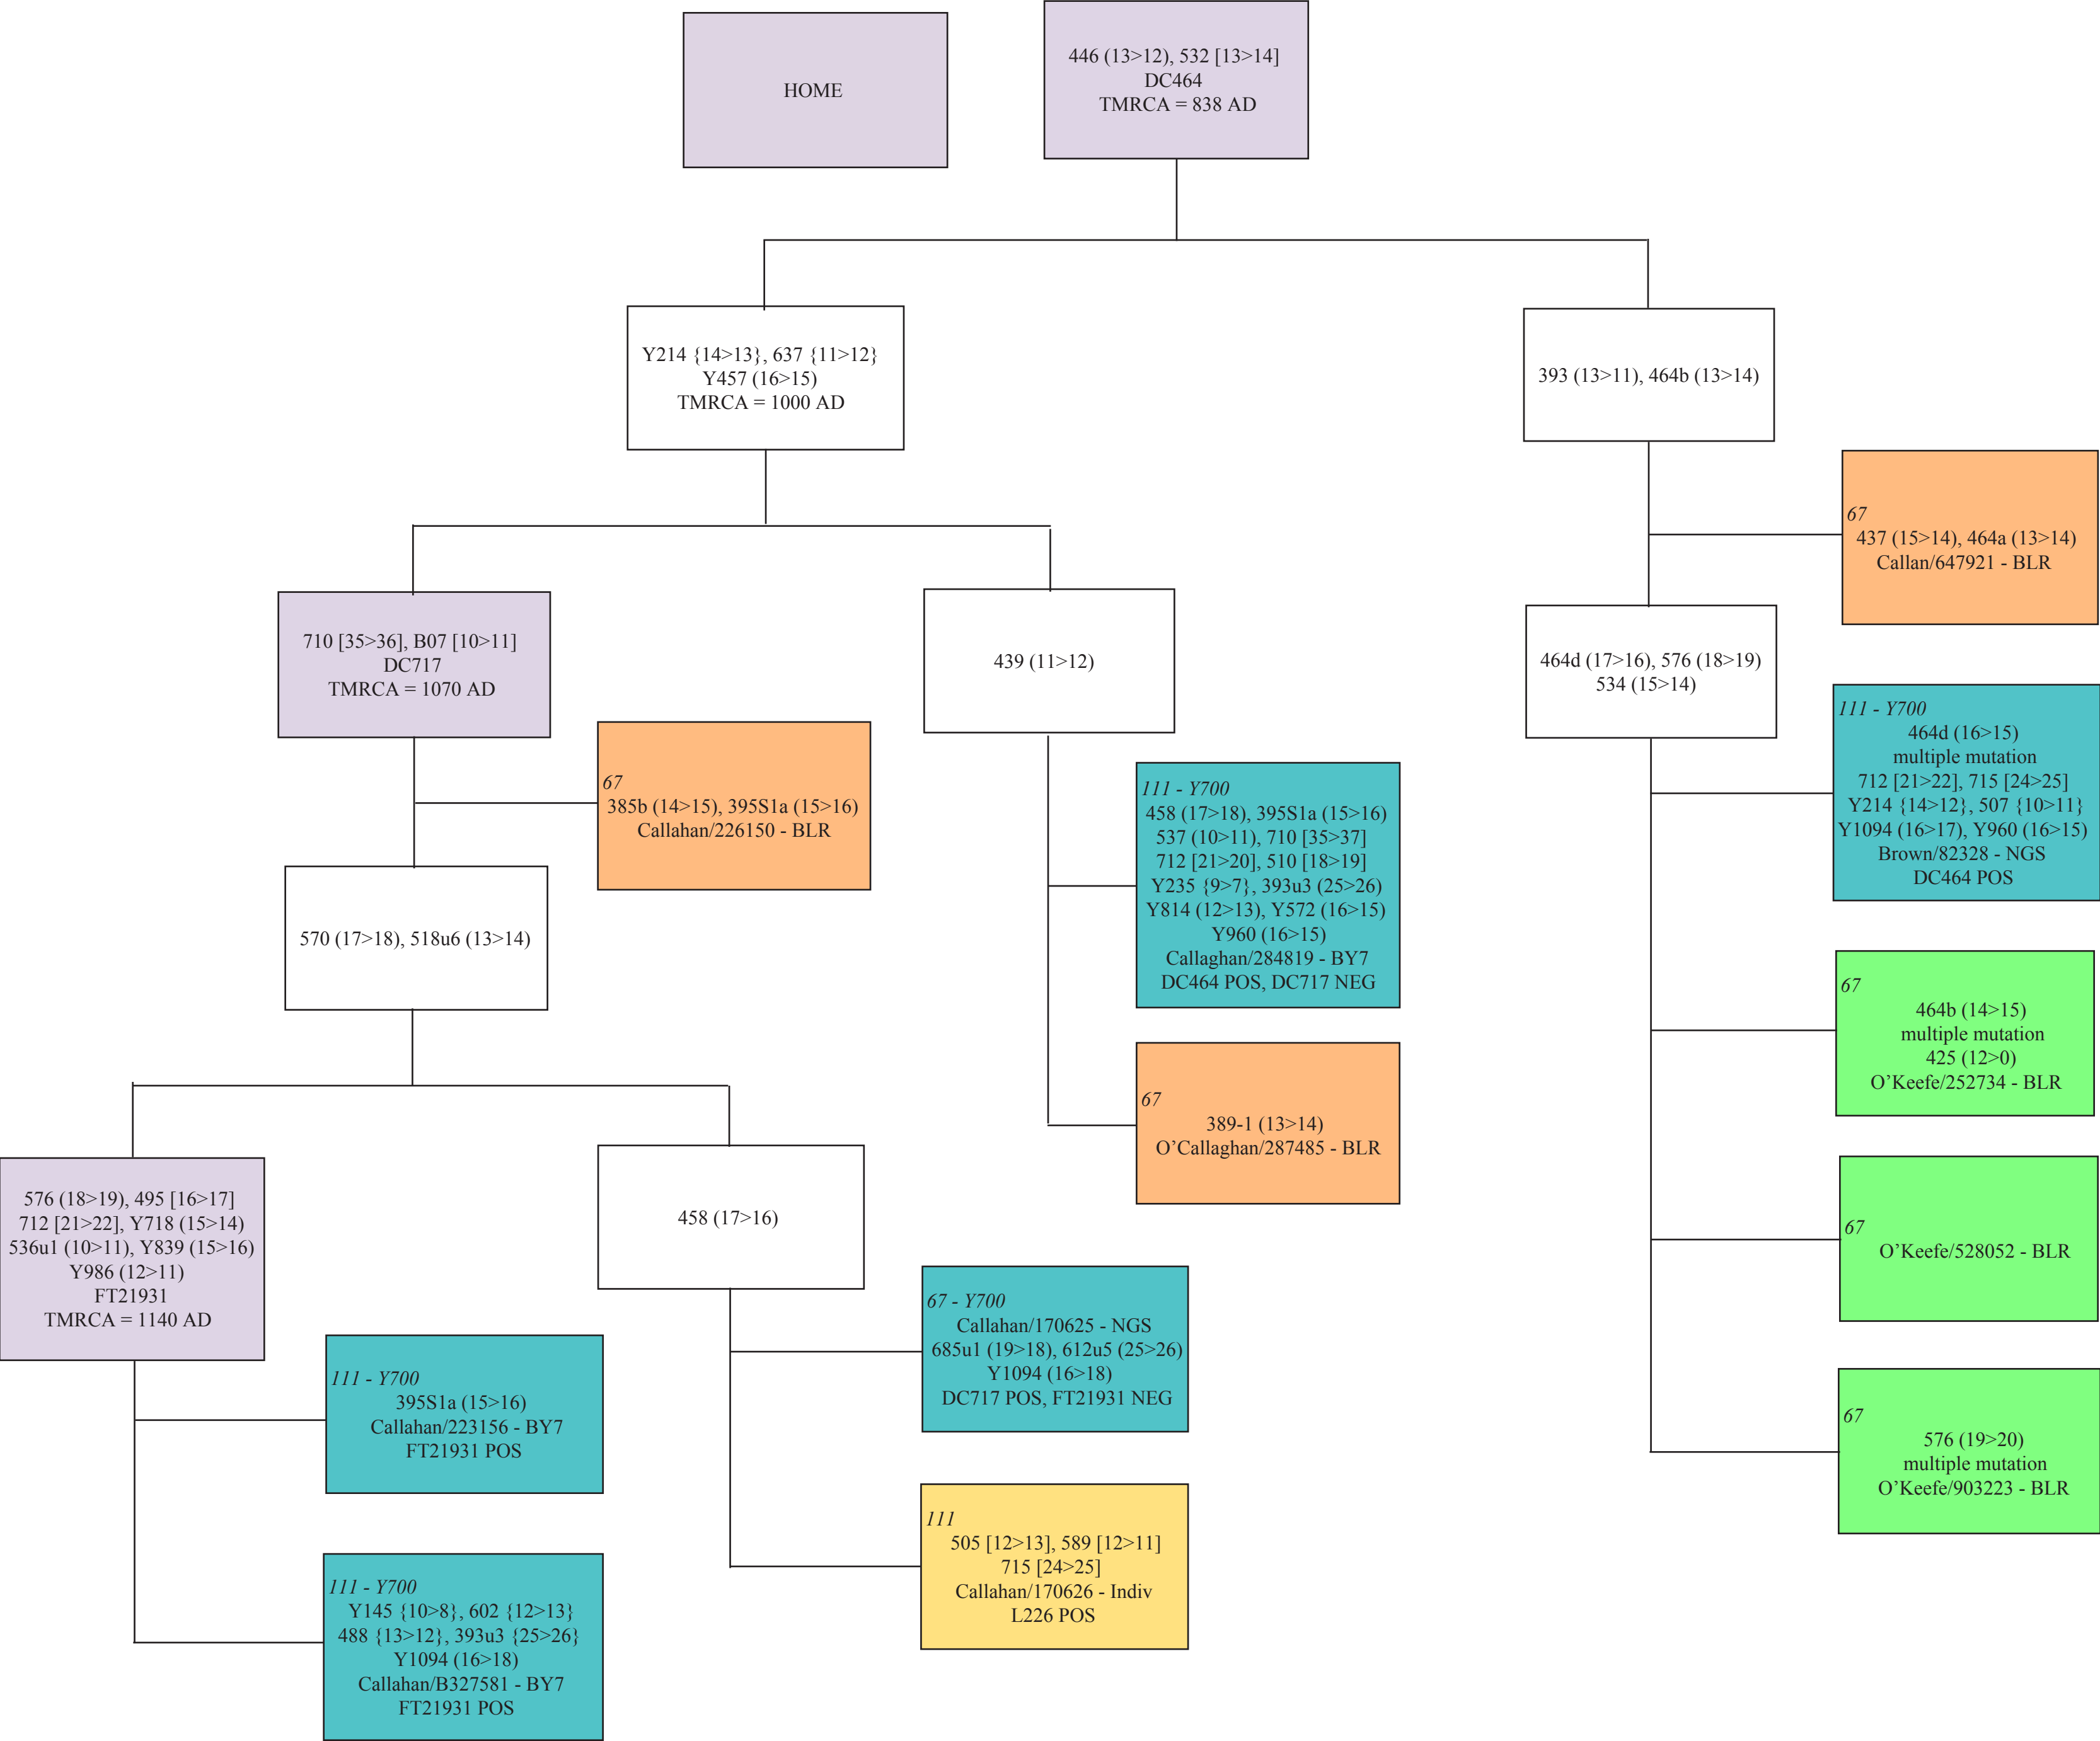 HOME
446 (13>12), 532 [13>14]
DC464
TMRCA = 838 AD
Y214 {14>13}, 637 {11>12}
Y457 (16>15)
TMRCA = 1000 AD
393 (13>11), 464b (13>14)
67
437 (15>14), 464a (13>14)
Callan/647921 - BLR
710 [35>36], B07 [10>11]
DC717
TMRCA = 1070 AD
439 (11>12)
464d (17>16), 576 (18>19)
534 (15>14)
111 - Y700
464d (16>15)
multiple mutation
712 [21>22], 715 [24>25]
Y214 {14>12}, 507 {10>11}
Y1094 (16>17), Y960 (16>15)
Brown/82328 - NGS
DC464 POS
67
385b (14>15), 395S1a (15>16)
Callahan/226150 - BLR
111 - Y700
458 (17>18), 395S1a (15>16)
537 (10>11), 710 [35>37]
712 [21>20], 510 [18>19]
Y235 {9>7}, 393u3 (25>26)
Y814 (12>13), Y572 (16>15)
Y960 (16>15)
Callaghan/284819 - BY7
DC464 POS, DC717 NEG
570 (17>18), 518u6 (13>14)
67
464b (14>15)
multiple mutation
425 (12>0)
O'Keefe/252734 - BLR
67
389-1 (13>14)
O'Callaghan/287485 - BLR
576 (18>19), 495 [16>17]
712 [21>22], Y718 (15>14)
536u1 (10>11), Y839 (15>16)
Y986 (12>11)
FT21931
TMRCA = 1140 AD
458 (17>16)
67
O'Keefe/528052 - BLR
67 - Y700
Callahan/170625 - NGS
685u1 (19>18), 612u5 (25>26)
Y1094 (16>18)
DC717 POS, FT21931 NEG
111 - Y700
395S1a (15>16)
Callahan/223156 - BY7
FT21931 POS
67
576 (19>20)
multiple mutation
O'Keefe/903223 - BLR
111
505 [12>13], 589 [12>11]
715 [24>25]
Callahan/170626 - Indiv
L226 POS
111 - Y700
Y145 {10>8}, 602 {12>13}
488 {13>12}, 393u3 {25>26}
Y1094 (16>18)
Callahan/B327581 - BY7
FT21931 POS